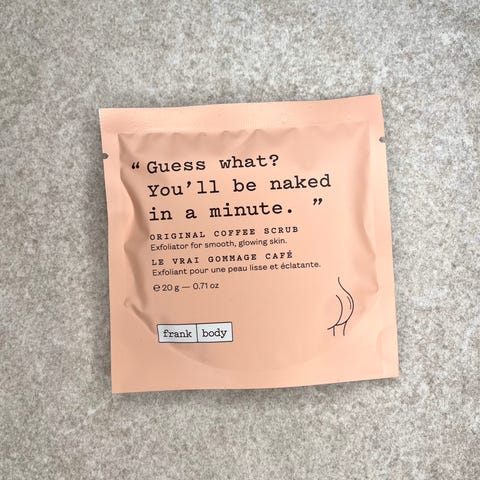 “Guess what?
You’ll be naked
in a minute. ”
ORIGINAL COFFEE SCRUB
Exfoliator for smooth, glowing skin.
LE VRAI GOMMAGE CAFÉ
Exfoliant pour une peau lisse et éclatante.
℮ 20 g — 0.71 oz
frank body